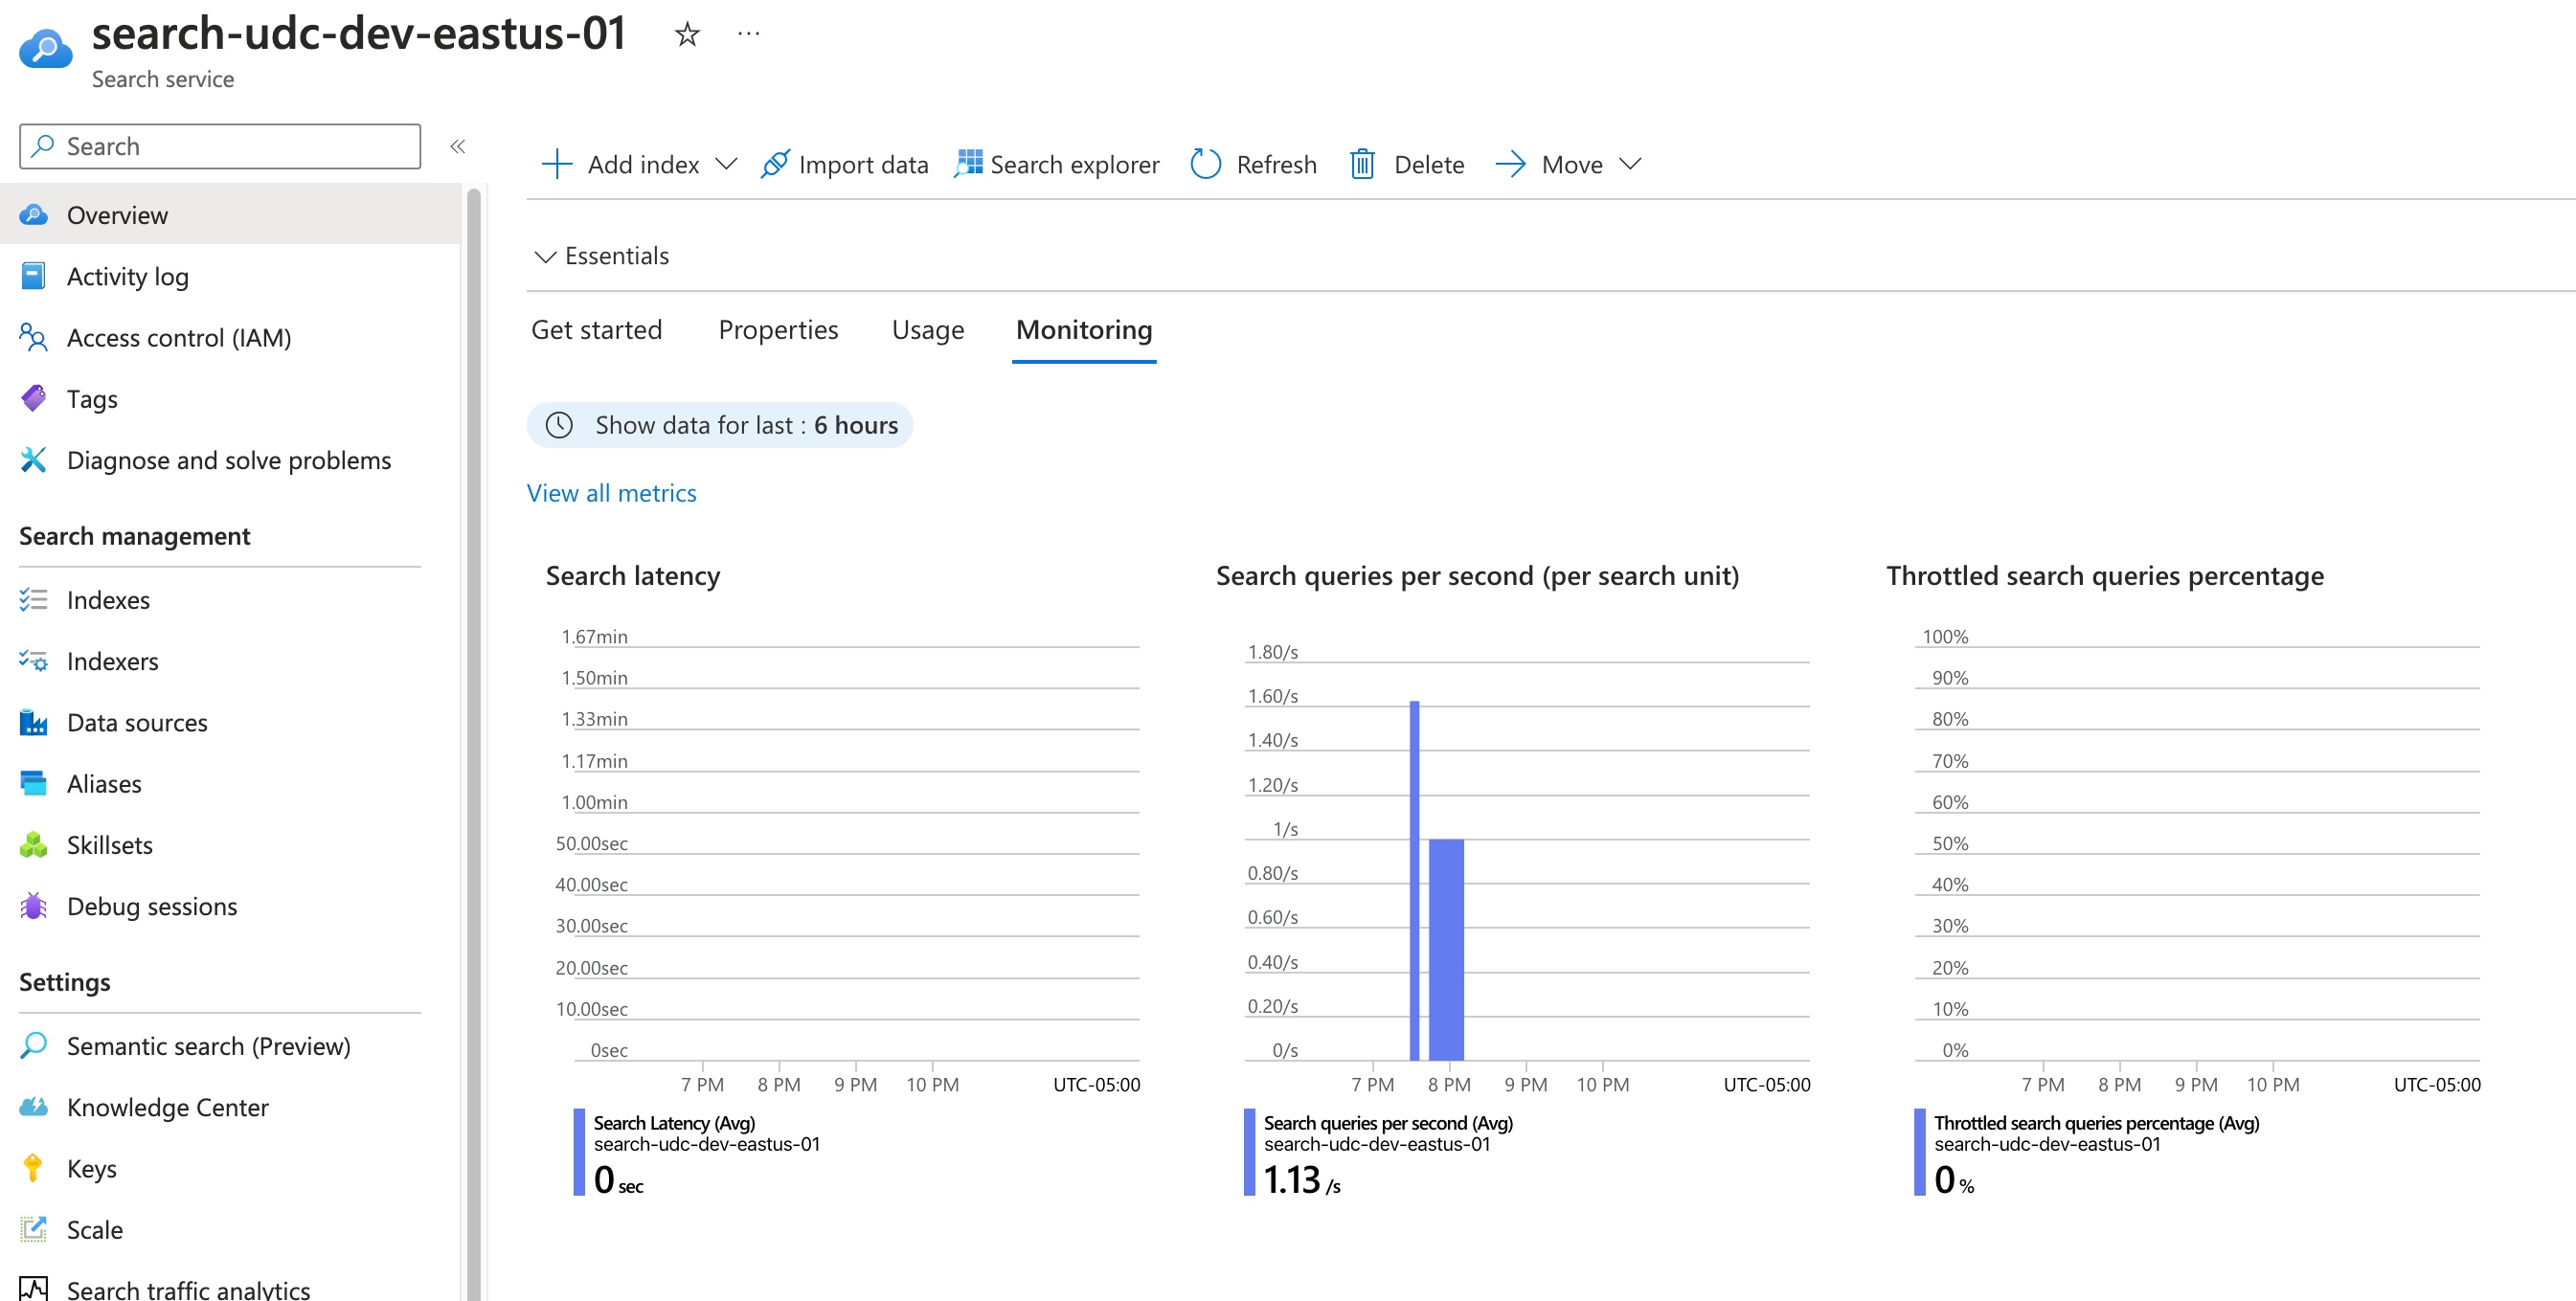 search-udc-dev-eastus-01
Search service
Search
Overview
Activity log
Access control (IAM)
Tags
Diagnose and solve problems
Search management
Indexes
Indexers
Data sources
Aliases
Skillsets
Debug sessions
Settings
Semantic search (Preview)
Knowledge Center
Keys
Scale
Search traffic analytics
Add index Import data Search explorer Refresh Delete Move
Essentials
Get started Properties Usage Monitoring
Show data for last : 6 hours
View all metrics
Search latency
1.67min
1.50min
1.33min
1.17min
1.00min
50.00sec
40.00sec
30.00sec
20.00sec
10.00sec
0sec
7 PM 8 PM 9 PM 10 PM UTC-05:00
Search Latency (Avg)
search-udc-dev-eastus-01
0 sec
Search queries per second (per search unit)
1.80/s
1.60/s
1.40/s
1.20/s
1/s
0.80/s
0.60/s
0.40/s
0.20/s
0/s
7 PM 8 PM 9 PM 10 PM UTC-05:00
Search queries per second (Avg)
search-udc-dev-eastus-01
1.13 /s
Throttled search queries percentage
100%
90%
80%
70%
60%
50%
40%
30%
20%
10%
0%
7 PM 8 PM 9 PM 10 PM UTC-05:00
Throttled search queries percentage (Avg)
search-udc-dev-eastus-01
0 %